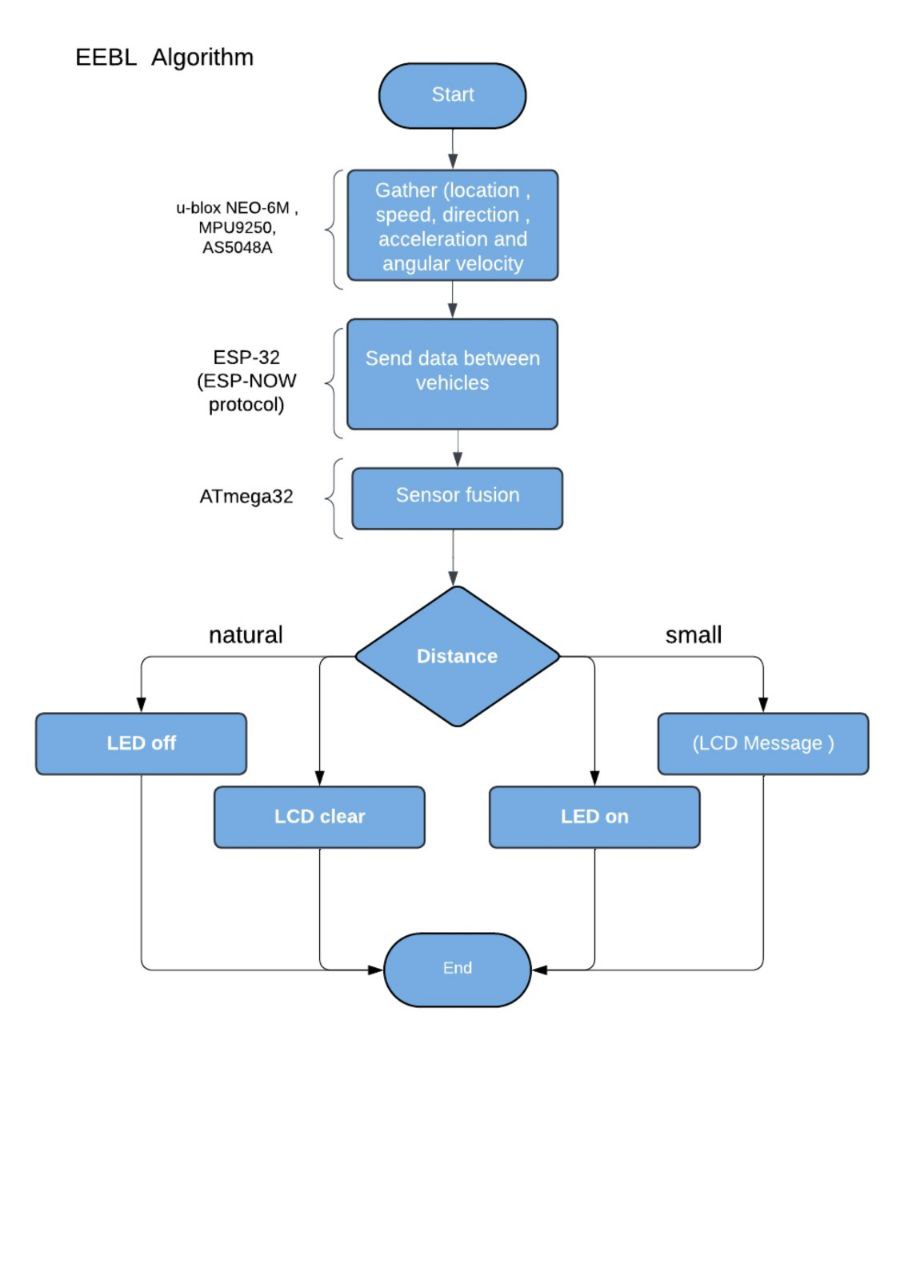 EEBL Algorithm
Start
u-blox NEO-6M ,
MPU9250,
AS5048A
Gather (location ,
speed, direction ,
acceleration and
angular velocity
ESP-32
(ESP-NOW
protocol)
Send data between
vehicles
ATmega32
Sensor fusion
natural
Distance
small
LED off
(LCD Message )
LCD clear
LED on
End